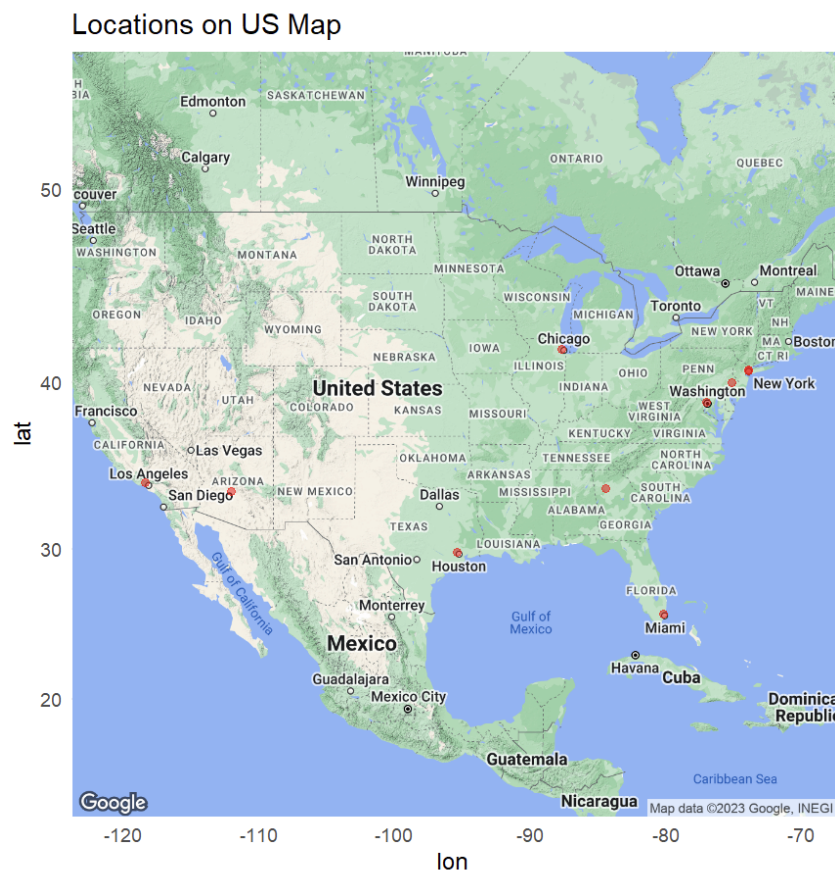 Locations on US Map
MANITOBA
Edmonton
SASKATCHEWAN
Calgary
ONTARIO
QUEBEC
Winnipeg
50
couver
Seattle
WASHINGTON
MONTANA
NORTH
DAKOTA
MINNESOTA
Ottawa
Montreal
MAINE
OREGON
IDAHO
SOUTH
DAKOTA
WISCONSIN
MICHIGAN
Toronto
VT
NH
WYOMING
NEW YORK
MA
Boston
CT RI
Chicago
IOWA
NEBRASKA
ILLINOIS
OHIO
PENN
40
NEVADA
UTAH
United States
INDIANA
Washington
New York
COLORADO
KANSAS
MISSOURI
WEST
VIRGINIA
Francisco
KENTUCKY
VIRGINIA
CALIFORNIA
Las Vegas
OKLAHOMA
TENNESSEE
NORTH
CAROLINA
lat
Los Angeles
ARIZONA
NEW MEXICO
ARKANSAS
San Diego
Dallas
MISSISSIPPI
SOUTH
CAROLINA
ALABAMA
TEXAS
GEORGIA
30
San Antonio
LOUISIANA
Houston
Gulf of California
FLORIDA
Monterrey
Gulf of
Mexico
Miami
Mexico
Havana
Cuba
Guadalajara
20
Mexico City
Dominica
Republic
Guatemala
Caribbean Sea
Google
Nicaragua
Map data ©2023 Google, INEGI
-120
-110
-100
-90
-80
-70
lon